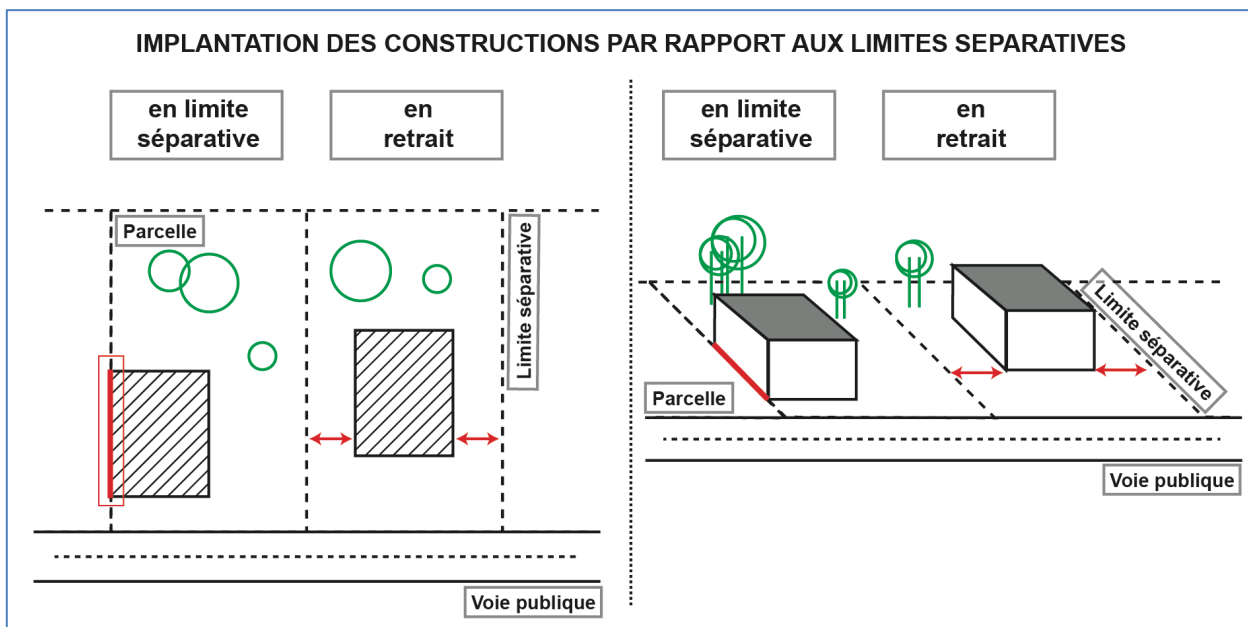 IMPLANTATION DES CONSTRUCTIONS PAR RAPPORT AUX LIMITES SEPARATIVES
en limite
séparative
en
retrait
Parcelle
Limite séparative
Voie publique
en limite
séparative
en
retrait
Limite séparative
Parcelle
Voie publique